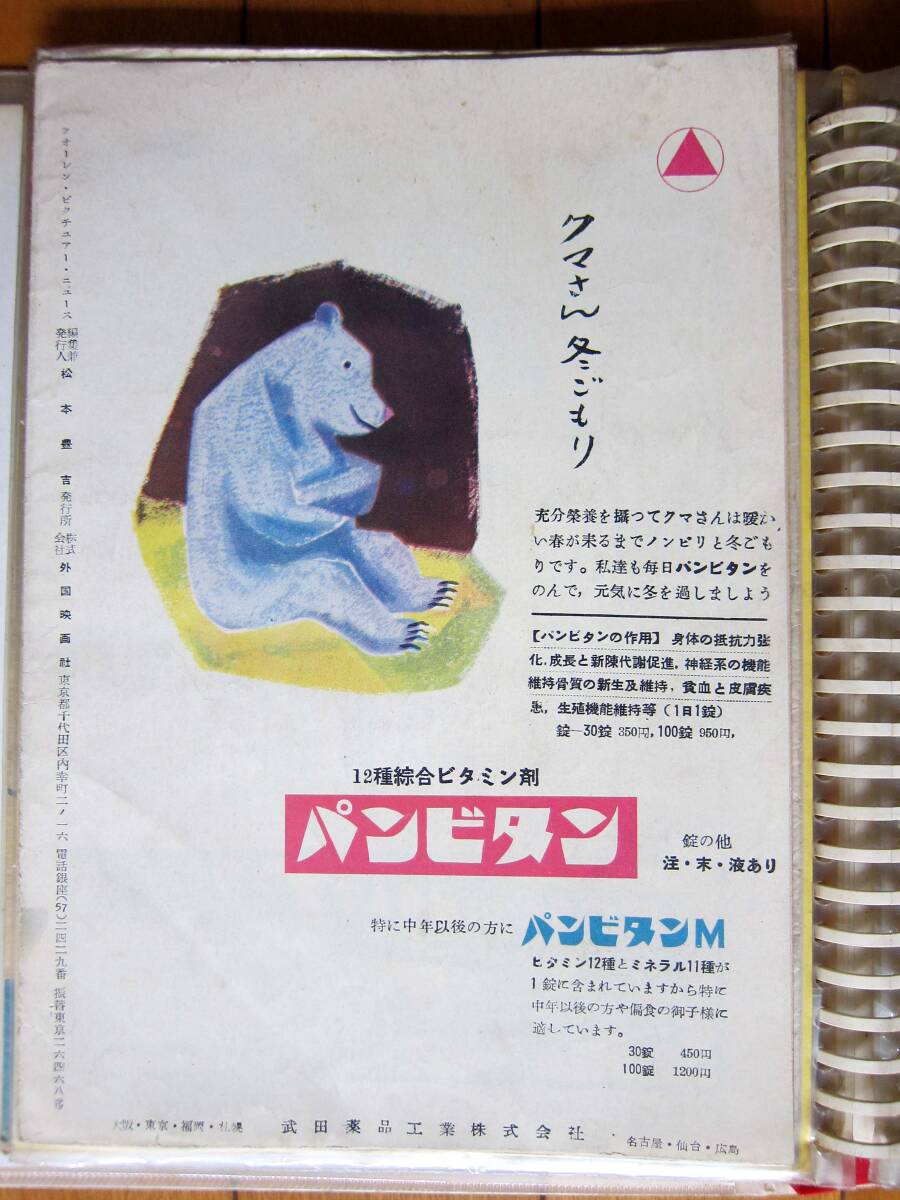 クマさん冬ごもり
充分栄養を攝つてクマさんは暖か
い春が来るまでノンビリと冬ごも
りです。私達も毎日パンビタンを
のんで，元気に冬を過しましよう
【パンビタンの作用】 身体の抵抗力強
化，成長と新陳代謝促進，神経系の機能
維持骨質の新生及維持，貧血と皮膚疾
患，生殖機能維持等（1日1錠）
錠—30錠 350円，100錠 950円，
12種綜合ビタミン剤
パンビタン
錠の他
注・末・液あり
特に中年以後の方に パンビタンM
ビタミン12種とミネラル11種が
1錠に含まれていますから特に
中年以後の方や偏食の御子様に
適しています。
30錠 450円
100錠 1200円
大阪・東京・福岡・札幌 武田薬品工業株式会社 名古屋・仙台・広島
フオーレン・ピクチュアー・ニュース 編集兼発行人 松本豊吉 発行所 株式会社 外国映画社 東京都千代田区内幸町二ノ一六 電話銀座(57)二四二九番 振替東京二六四六八番